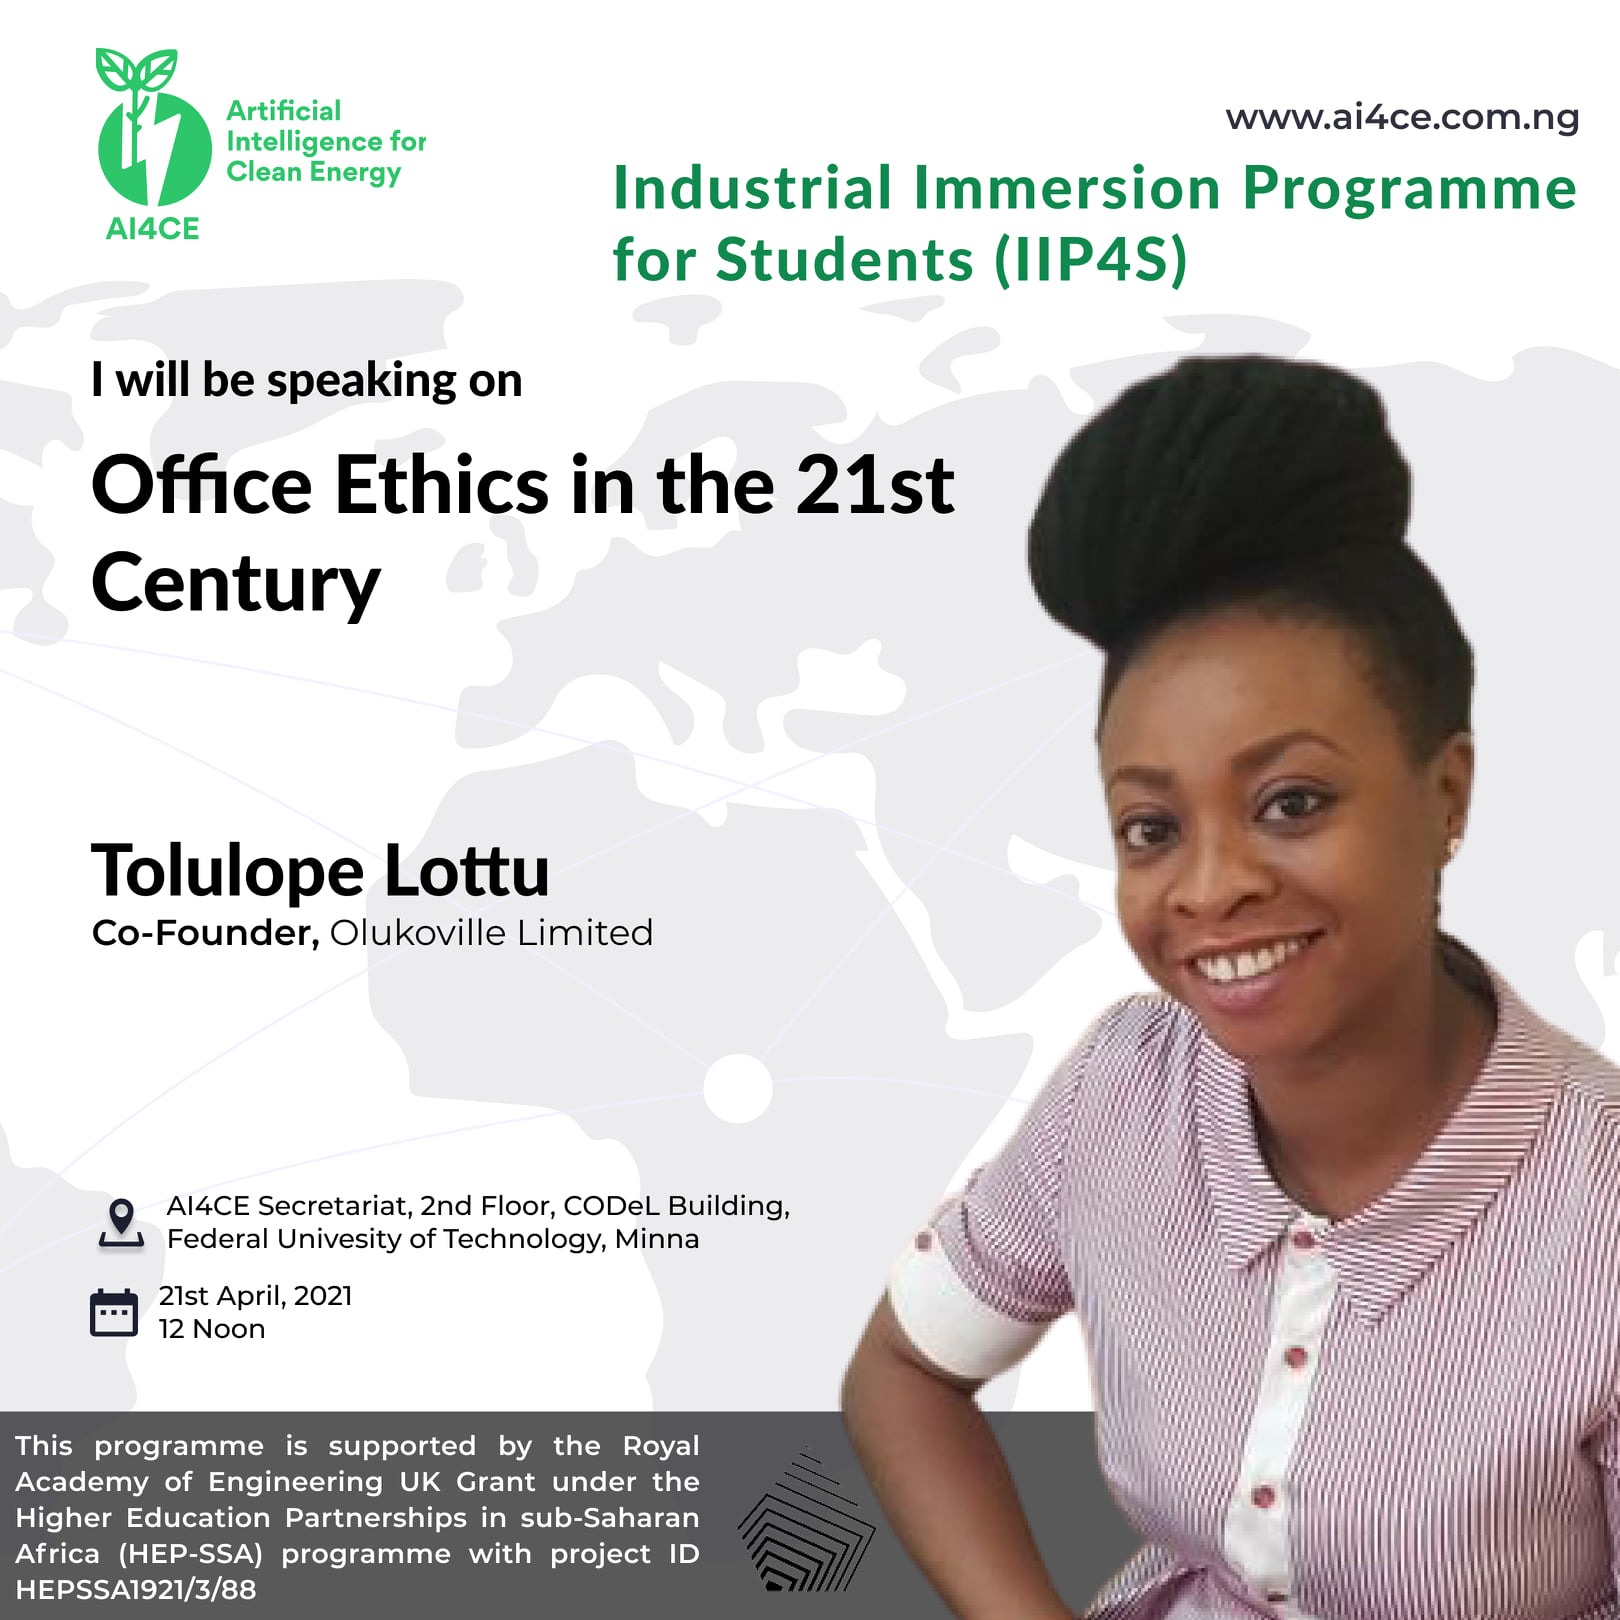 Artificial
Intelligence for
Clean Energy
AI4CE
www.ai4ce.com.ng
Industrial Immersion Programme
for Students (IIP4S)
I will be speaking on
Office Ethics in the 21st
Century
Tolulope Lottu
Co-Founder, Olukoville Limited
AI4CE Secretariat, 2nd Floor, CODeL Building,
Federal Univesity of Technology, Minna
21st April, 2021
12 Noon
This programme is supported by the Royal
Academy of Engineering UK Grant under the
Higher Education Partnerships in sub-Saharan
Africa (HEP-SSA) programme with project ID
HEPSSA1921/3/88